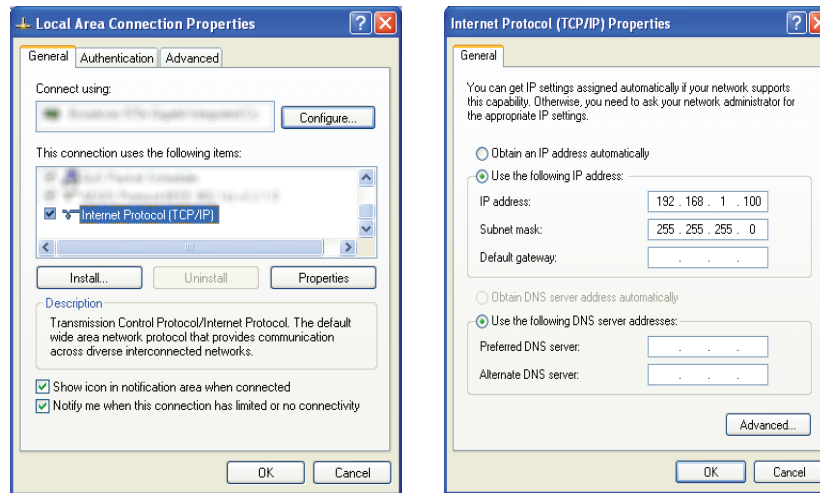 Local Area Connection Properties
General Authentication Advanced
Connect using:
Configure...
This connection uses the following items:
Internet Protocol (TCP/IP)
Install... Uninstall Properties
Description
Transmission Control Protocol/Internet Protocol. The default
wide area network protocol that provides communication
across diverse interconnected networks.
Show icon in notification area when connected
Notify me when this connection has limited or no connectivity
OK Cancel
Internet Protocol (TCP/IP) Properties
General
You can get IP settings assigned automatically if your network supports
this capability. Otherwise, you need to ask your network administrator for
the appropriate IP settings.
Obtain an IP address automatically
Use the following IP address:
IP address: 192 . 168 . 1 . 100
Subnet mask: 255 . 255 . 255 . 0
Default gateway: . . .
Obtain DNS server address automatically
Use the following DNS server addresses:
Preferred DNS server: . . .
Alternate DNS server: . . .
Advanced...
OK Cancel